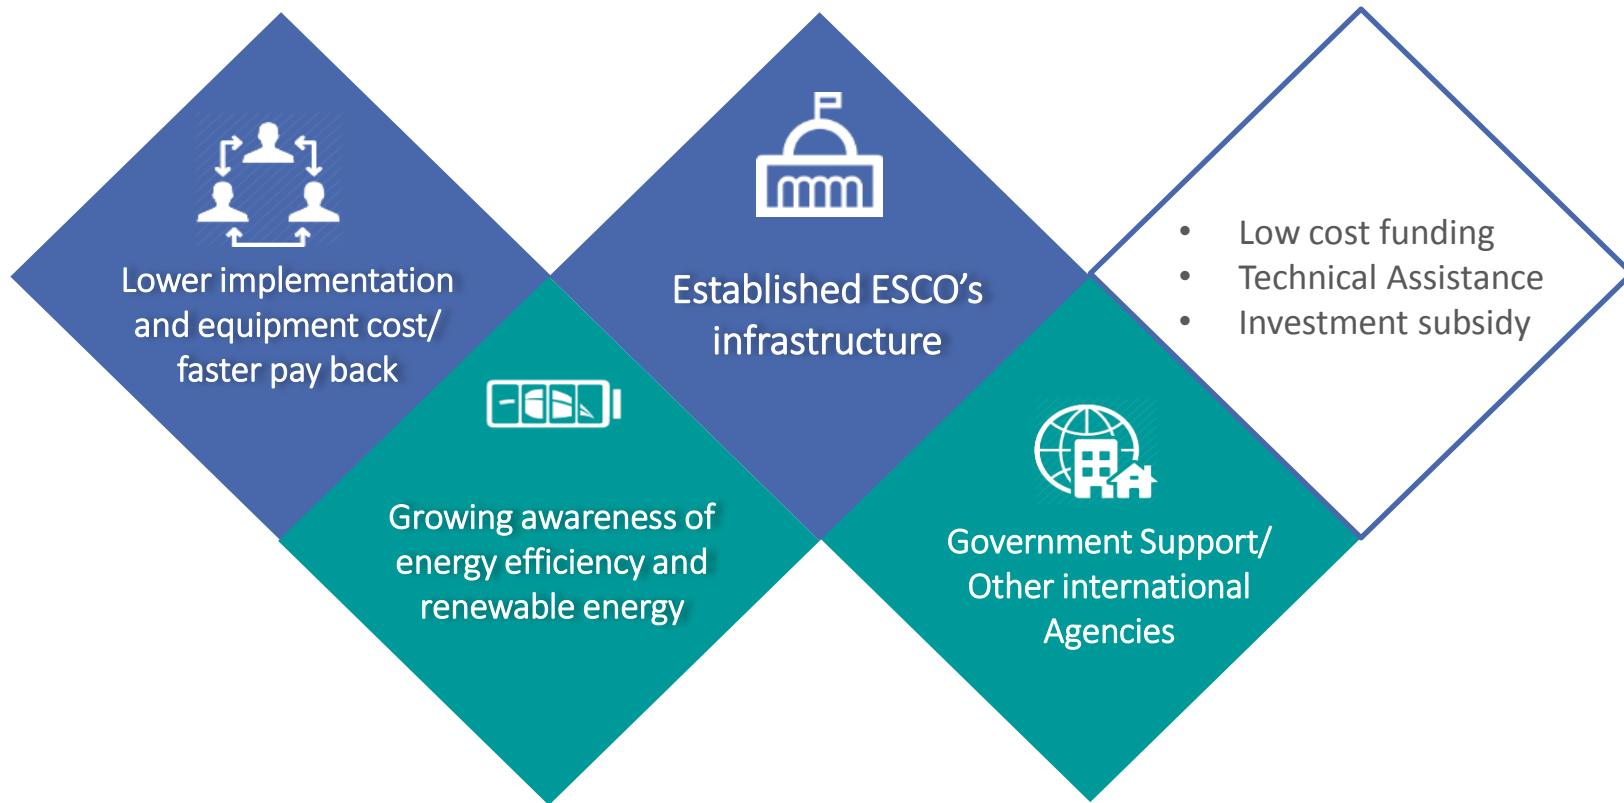 Lower implementation
and equipment cost/
faster pay back
Growing awareness of
energy efficiency and
renewable energy
Established ESCO’s
infrastructure
Government Support/
Other international
Agencies
• Low cost funding
• Technical Assistance
• Investment subsidy